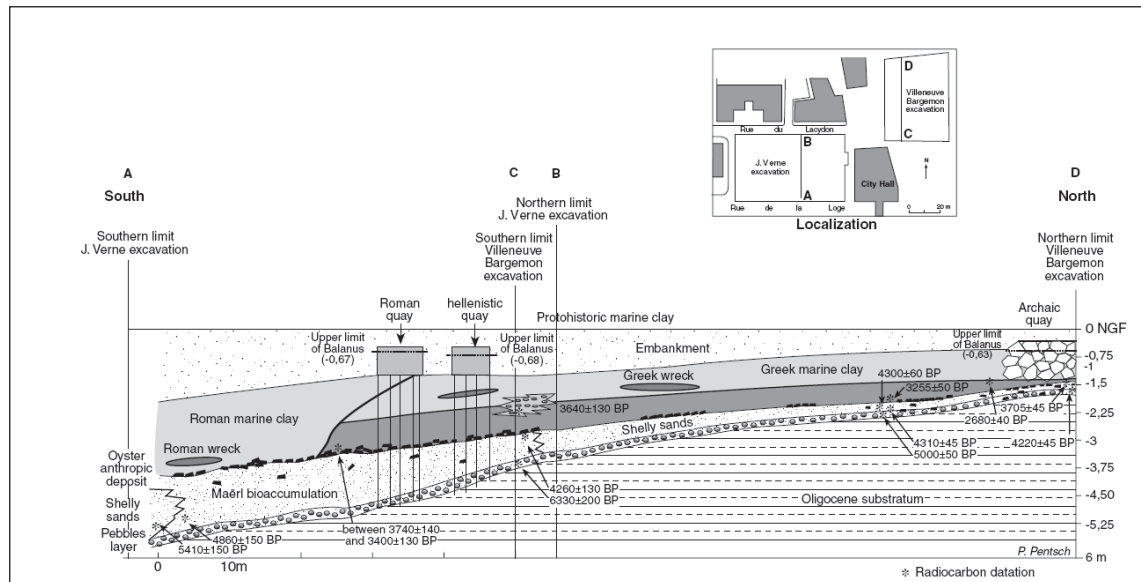 D
Villeneuve
Bargemon
excavation
C
Rue du Lacydon
B
J. Verne
excavation
A
City Hall
N
Rue de la Loge
0 20 m
Localization
A
South
C B
D
North
Northern limit
J. Verne excavation
Southern limit
J. Verne excavation
Southern limit
Villeneuve
Bargemon
excavation
Northern limit
Villeneuve
Bargemon
excavation
Roman
quay
hellenistic
quay
Archaic
quay
Protohistoric marine clay
0 NGF
Upper limit
of Balanus
(-0,67)
Upper limit
of Balanus
(-0,68)
Embankment
Upper limit
of Balanus
(-0,63)
-0,75
-1
-1,5
Greek marine clay
4300±60 BP
Greek wreck
3255±50 BP
Roman marine clay
3640±130 BP
3705±45 BP
2680±40 BP
-2,25
Shelly sands
Roman wreck
4310±45 BP
4220±45 BP
5000±50 BP
-3
Oyster
anthropic
deposit
-3,75
Maërl bioaccumulation
4260±130 BP
6330±200 BP
Oligocene substratum
-4,50
Shelly
sands
between 3740±140
and 3400±130 BP
Pebbles
layer
4860±150 BP
5410±150 BP
-5,25
P. Pentsch
6 m
0 10m
* Radiocarbon datation